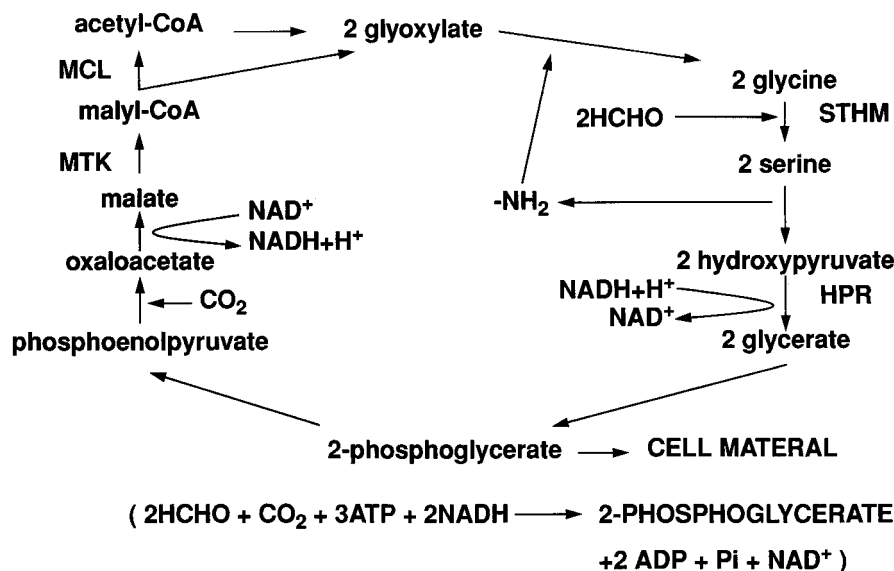 acetyl-CoA
2 glyoxylate
MCL
malyl-CoA
MTK
malate
NAD+
NADH+H+
oxaloacetate
CO2
phosphoenolpyruvate
2 glycine
2HCHO
STHM
2 serine
-NH2
2 hydroxypyruvate
NADH+H+
HPR
NAD+
2 glycerate
2-phosphoglycerate
CELL MATERAL
( 2HCHO + CO2 + 3ATP + 2NADH
2-PHOSPHOGLYCERATE
+2 ADP + Pi + NAD+ )